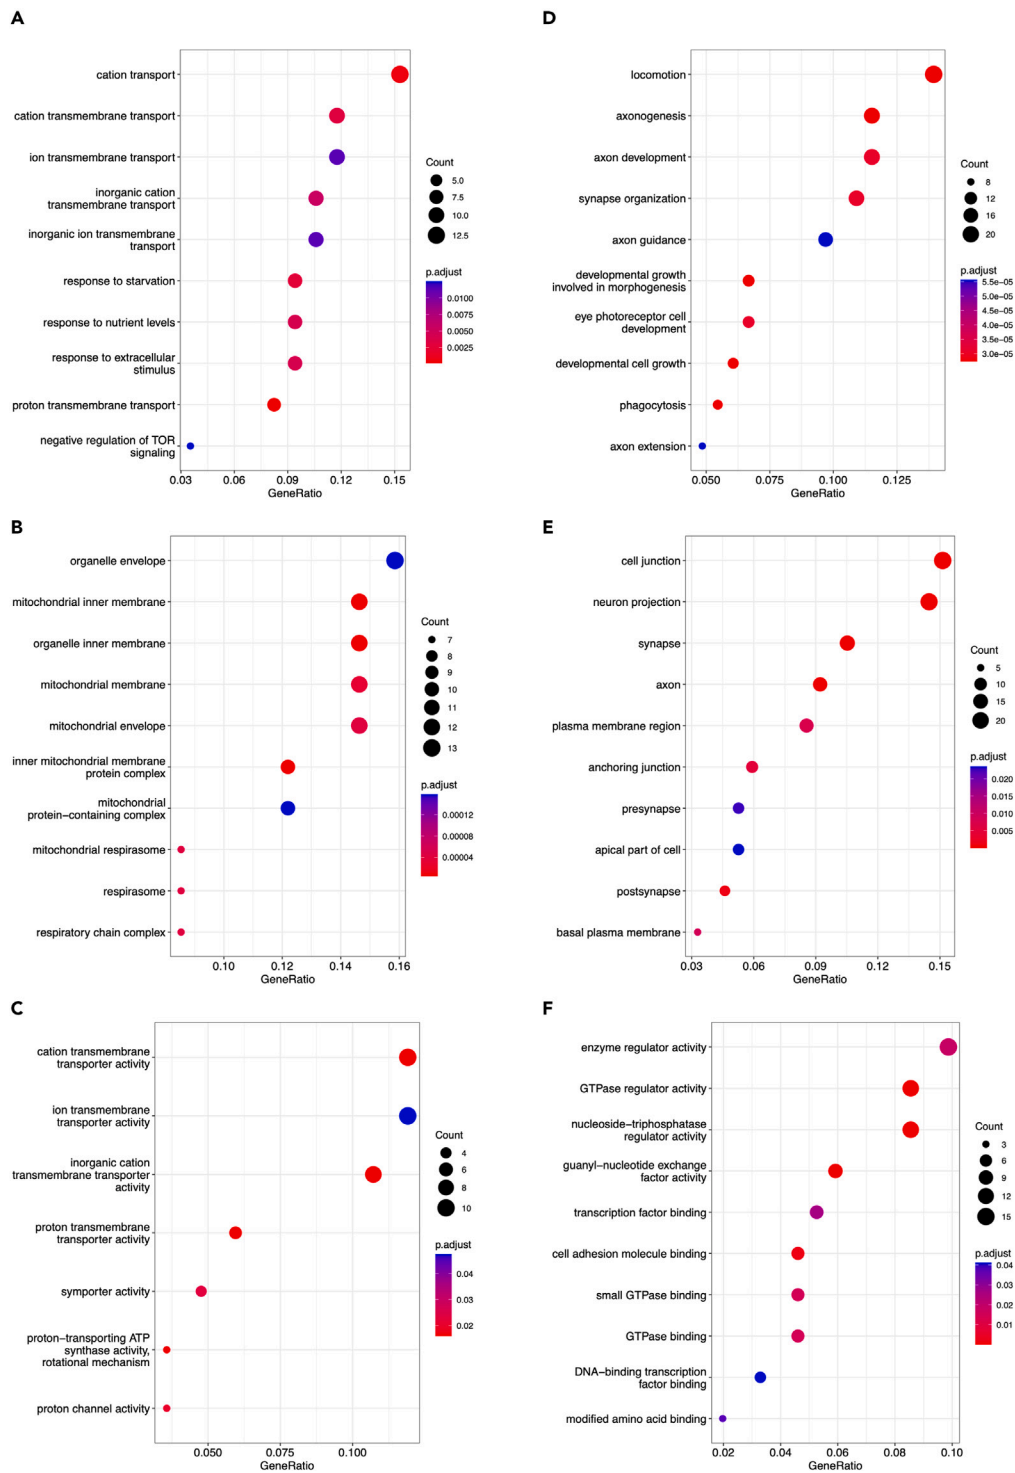 A
cation transport
cation transmembrane transport
ion transmembrane transport
inorganic cation
transmembrane transport
inorganic ion transmembrane
transport
response to starvation
response to nutrient levels
response to extracellular
stimulus
proton transmembrane transport
negative regulation of TOR
signaling
0.03 0.06 0.09 0.12 0.15
GeneRatio
Count
5.0
7.5
10.0
12.5
p.adjust
0.0100
0.0075
0.0050
0.0025
D
locomotion
axonogenesis
axon development
synapse organization
axon guidance
developmental growth
involved in morphogenesis
eye photoreceptor cell
development
developmental cell growth
phagocytosis
axon extension
0.050 0.075 0.100 0.125
GeneRatio
Count
8
12
16
20
p.adjust
5.5e−05
5.0e−05
4.5e−05
4.0e−05
3.5e−05
3.0e−05
B
organelle envelope
mitochondrial inner membrane
organelle inner membrane
mitochondrial membrane
mitochondrial envelope
inner mitochondrial membrane
protein complex
mitochondrial
protein−containing complex
mitochondrial respirasome
respirasome
respiratory chain complex
0.10 0.12 0.14 0.16
GeneRatio
Count
7
8
9
10
11
12
13
p.adjust
0.00012
0.00008
0.00004
E
cell junction
neuron projection
synapse
axon
plasma membrane region
anchoring junction
presynapse
apical part of cell
postsynapse
basal plasma membrane
0.03 0.06 0.09 0.12 0.15
GeneRatio
Count
5
10
15
20
p.adjust
0.020
0.015
0.010
0.005
C
cation transmembrane
transporter activity
ion transmembrane
transporter activity
inorganic cation
transmembrane transporter
activity
proton transmembrane
transporter activity
symporter activity
proton−transporting ATP
synthase activity,
rotational mechanism
proton channel activity
0.050 0.075 0.100
GeneRatio
Count
4
6
8
10
p.adjust
0.04
0.03
0.02
F
enzyme regulator activity
GTPase regulator activity
nucleoside−triphosphatase
regulator activity
guanyl−nucleotide exchange
factor activity
transcription factor binding
cell adhesion molecule binding
small GTPase binding
GTPase binding
DNA−binding transcription
factor binding
modified amino acid binding
0.02 0.04 0.06 0.08 0.10
GeneRatio
Count
3
6
9
12
15
p.adjust
0.04
0.03
0.02
0.01